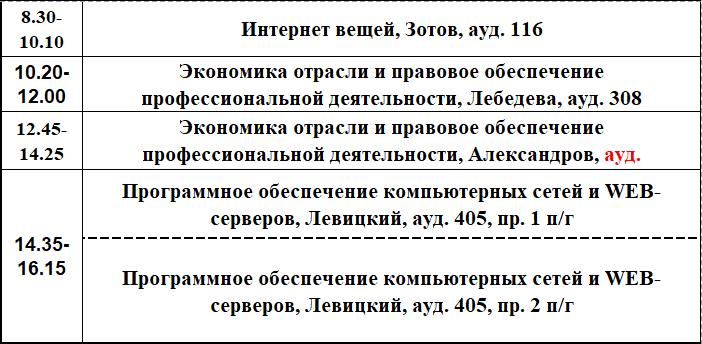 8.30-
10.10
Интернет вещей, Зотов, ауд. 116
10.20-
12.00
Экономика отрасли и правовое обеспечение
профессиональной деятельности, Лебедева, ауд. 308
12.45-
14.25
Экономика отрасли и правовое обеспечение
профессиональной деятельности, Александров, ауд.
14.35-
16.15
Программное обеспечение компьютерных сетей и WEB-
серверов, Левицкий, ауд. 405, пр. 1 п/г
Программное обеспечение компьютерных сетей и WEB-
серверов, Левицкий, ауд. 405, пр. 2 п/г